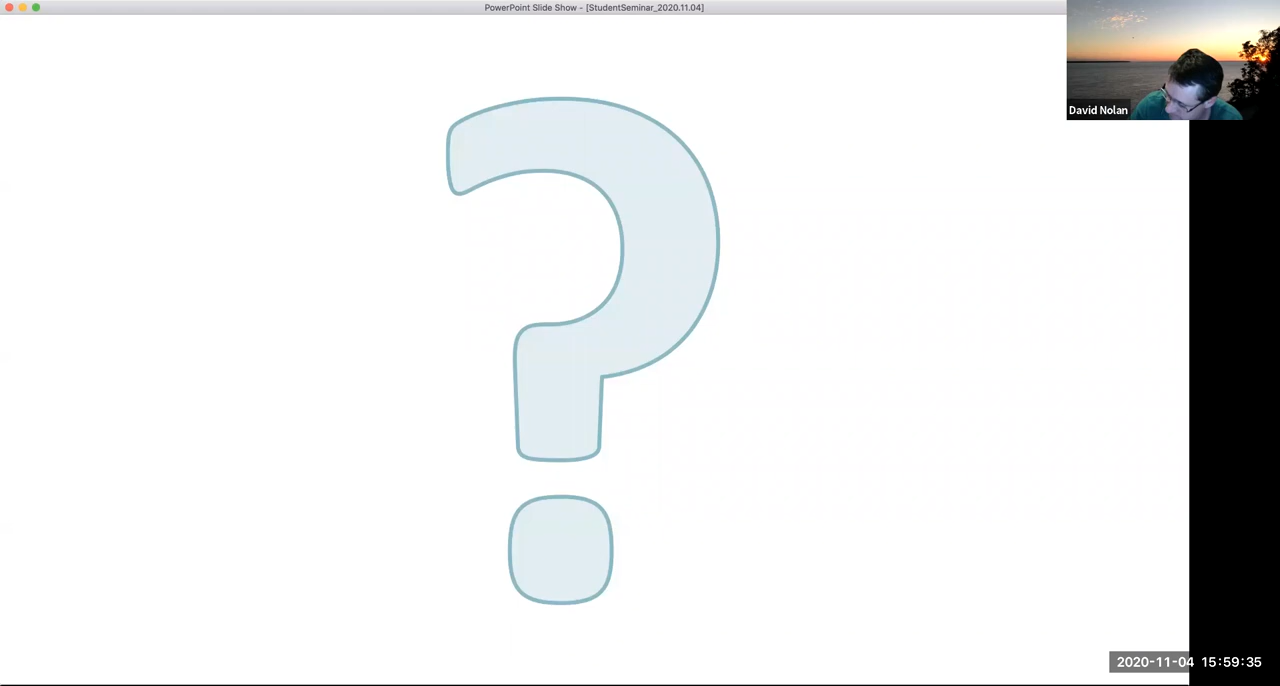 PowerPoint Slide Show - [StudentSeminar_2020.11.04]
David Nolan
?
2020-11-04 15:59:35